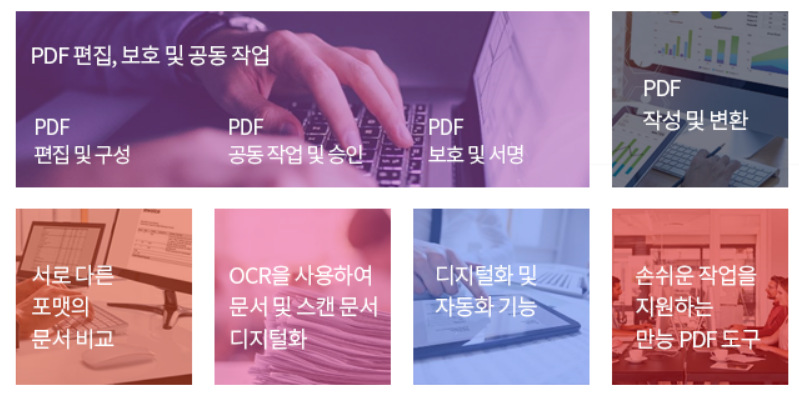 PDF 편집, 보호 및 공동 작업
PDF
편집 및 구성
PDF
공동 작업 및 승인
PDF
보호 및 서명
PDF
작성 및 변환
서로 다른
포맷의
문서 비교
OCR을 사용하여
문서 및 스캔 문서
디지털화
디지털화 및
자동화 기능
손쉬운 작업을
지원하는
만능 PDF 도구